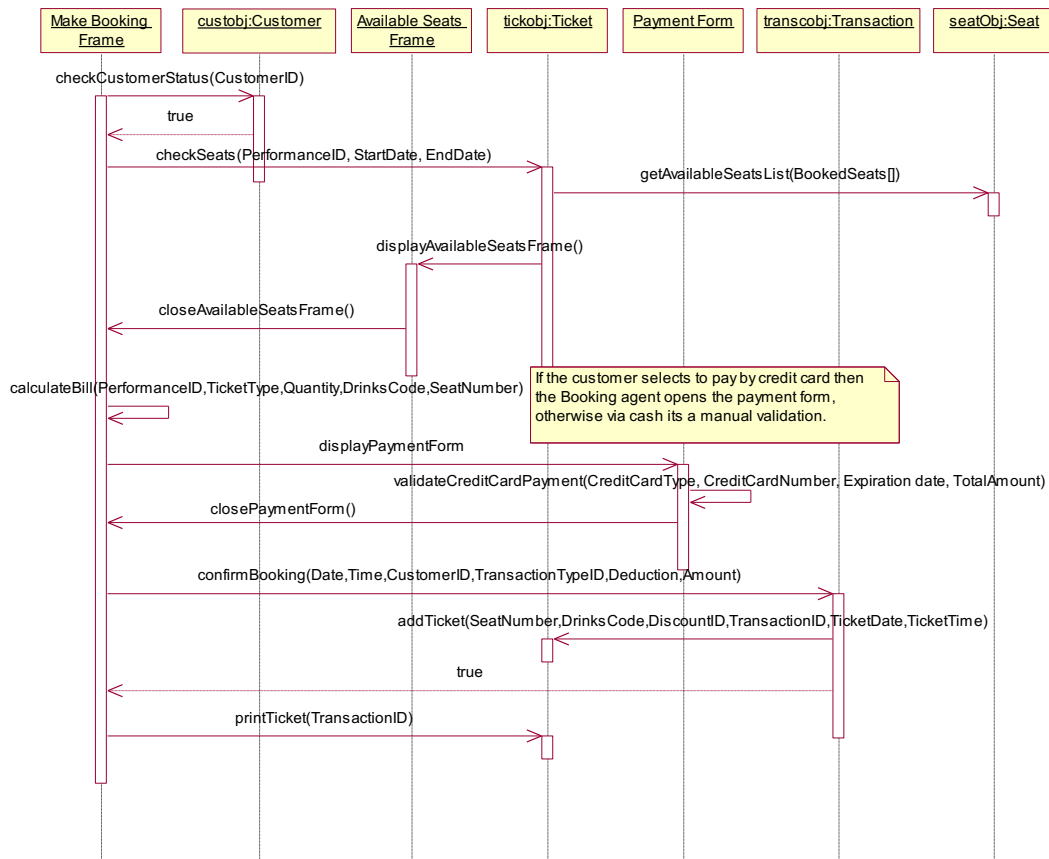 Make Booking
Frame
custobj:Customer
Available Seats
Frame
tickobj:Ticket
Payment Form
transcobj:Transaction
seatObj:Seat
checkCustomerStatus(CustomerID)
true
checkSeats(PerformanceID, StartDate, EndDate)
getAvailableSeatsList(BookedSeats[])
displayAvailableSeatsFrame()
closeAvailableSeatsFrame()
calculateBill(PerformanceID,TicketType,Quantity,DrinksCode,SeatNumber)
If the customer selects to pay by credit card then
the Booking agent opens the payment form,
otherwise via cash its a manual validation.
displayPaymentForm
validateCreditCardPayment(CreditCardType, CreditCardNumber, Expiration date, TotalAmount)
closePaymentForm()
confirmBooking(Date,Time,CustomerID,TransactionTypeID,Deduction,Amount)
addTicket(SeatNumber,DrinksCode,DiscountID,TransactionID,TicketDate,TicketTime)
true
printTicket(TransactionID)